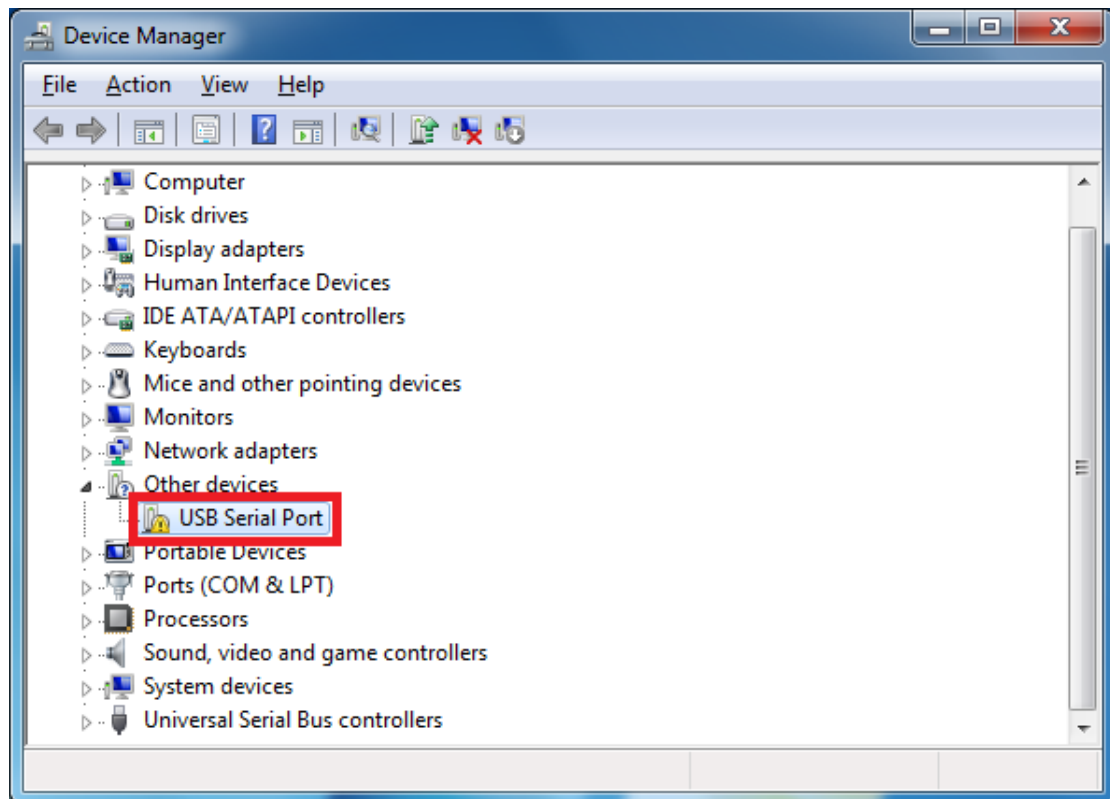 Device Manager
File Action View Help
Computer
Disk drives
Display adapters
Human Interface Devices
IDE ATA/ATAPI controllers
Keyboards
Mice and other pointing devices
Monitors
Network adapters
Other devices
USB Serial Port
Portable Devices
Ports (COM & LPT)
Processors
Sound, video and game controllers
System devices
Universal Serial Bus controllers